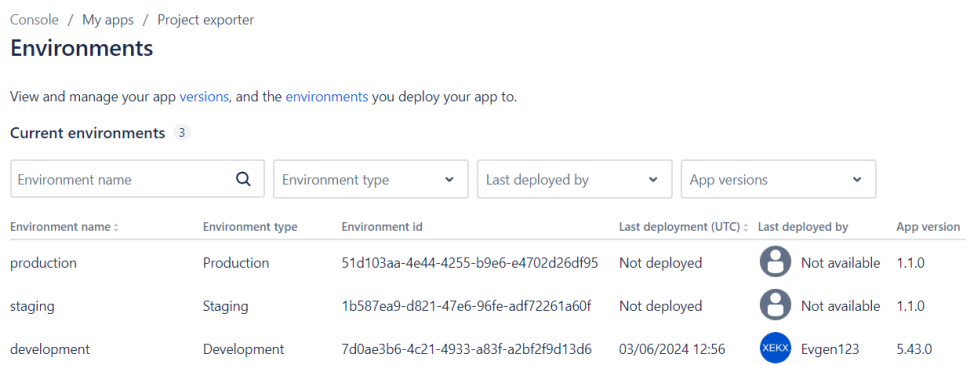 Console / My apps / Project exporter
Environments
View and manage your app versions, and the environments you deploy your app to.
Current environments 3
Environment name Environment type Last deployed by App versions
Environment name Environment type Environment id Last deployment (UTC) Last deployed by App version
production Production 51d103aa-4e44-4255-b9e6-e4702d26df95 Not deployed Not available 1.1.0
staging Staging 1b587ea9-d821-47e6-96fe-adf72261a60f Not deployed Not available 1.1.0
development Development 7d0ae3b6-4c21-4933-a83f-a2bf2f9d13d6 03/06/2024 12:56 XEKX Evgen123 5.43.0